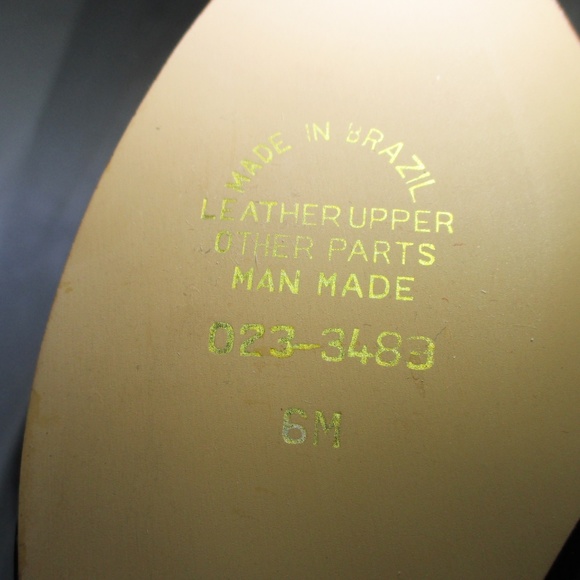 MADE IN BRAZIL
LEATHER UPPER
OTHER PARTS
MAN MADE
023-3483
6M